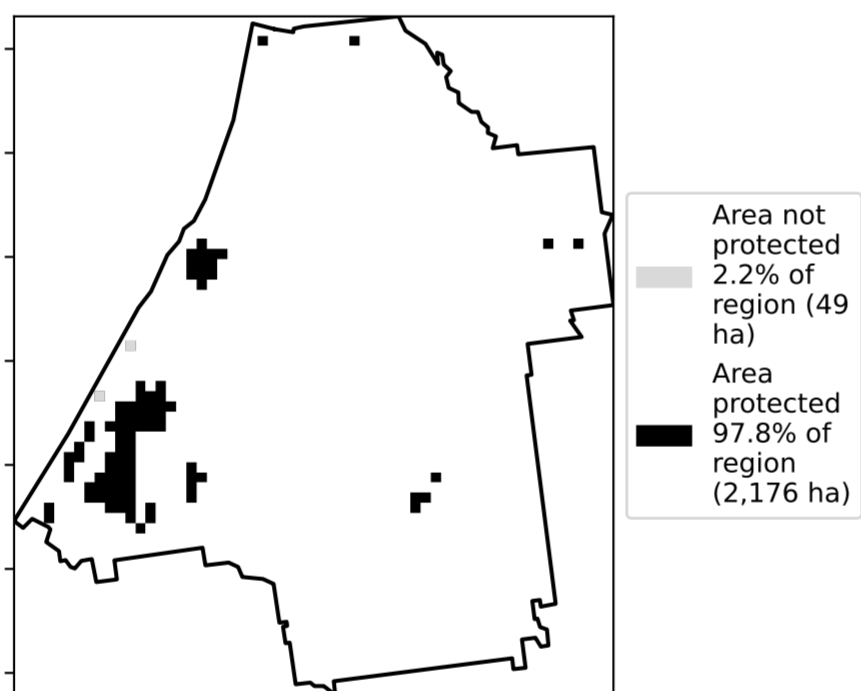 Area not
protected
2.2% of
region (49
ha)
Area
protected
97.8% of
region
(2,176 ha)